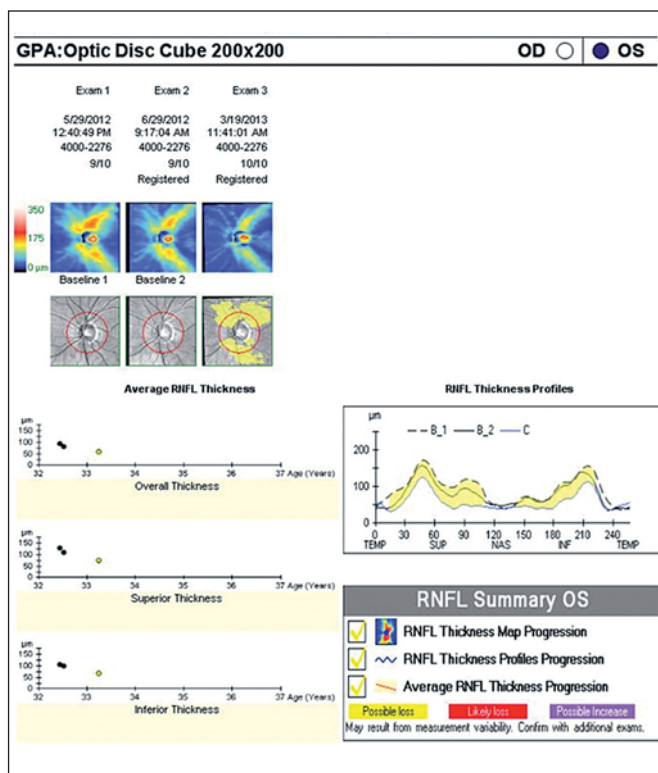 GPA:Optic Disc Cube 200x200 OD OS
Exam 1 Exam 2 Exam 3
5/29/2012 6/29/2012 3/19/2013
12:40:49 PM 9:17:04 AM 11:41:01 AM
4000-2276 4000-2276 4000-2276
9/10 9/10 10/10
Registered Registered
350
175
0 µm
Baseline 1 Baseline 2
Average RNFL Thickness RNFL Thickness Profiles
µm
150
100
50
0
32 33 34 35 36 37 Age (Years)
Overall Thickness
µm
150
100
50
0
32 33 34 35 36 37 Age (Years)
Superior Thickness
µm
150
100
50
0
32 33 34 35 36 37 Age (Years)
Inferior Thickness
µm
B_1 B_2 C
200
100
0
0 30 60 90 120 150 180 210 240
TEMP SUP NAS INF TEMP
RNFL Summary OS
RNFL Thickness Map Progression
RNFL Thickness Profiles Progression
Average RNFL Thickness Progression
Possible loss Likely loss Possible Increase
May result from measurement variability. Confirm with additional exams.